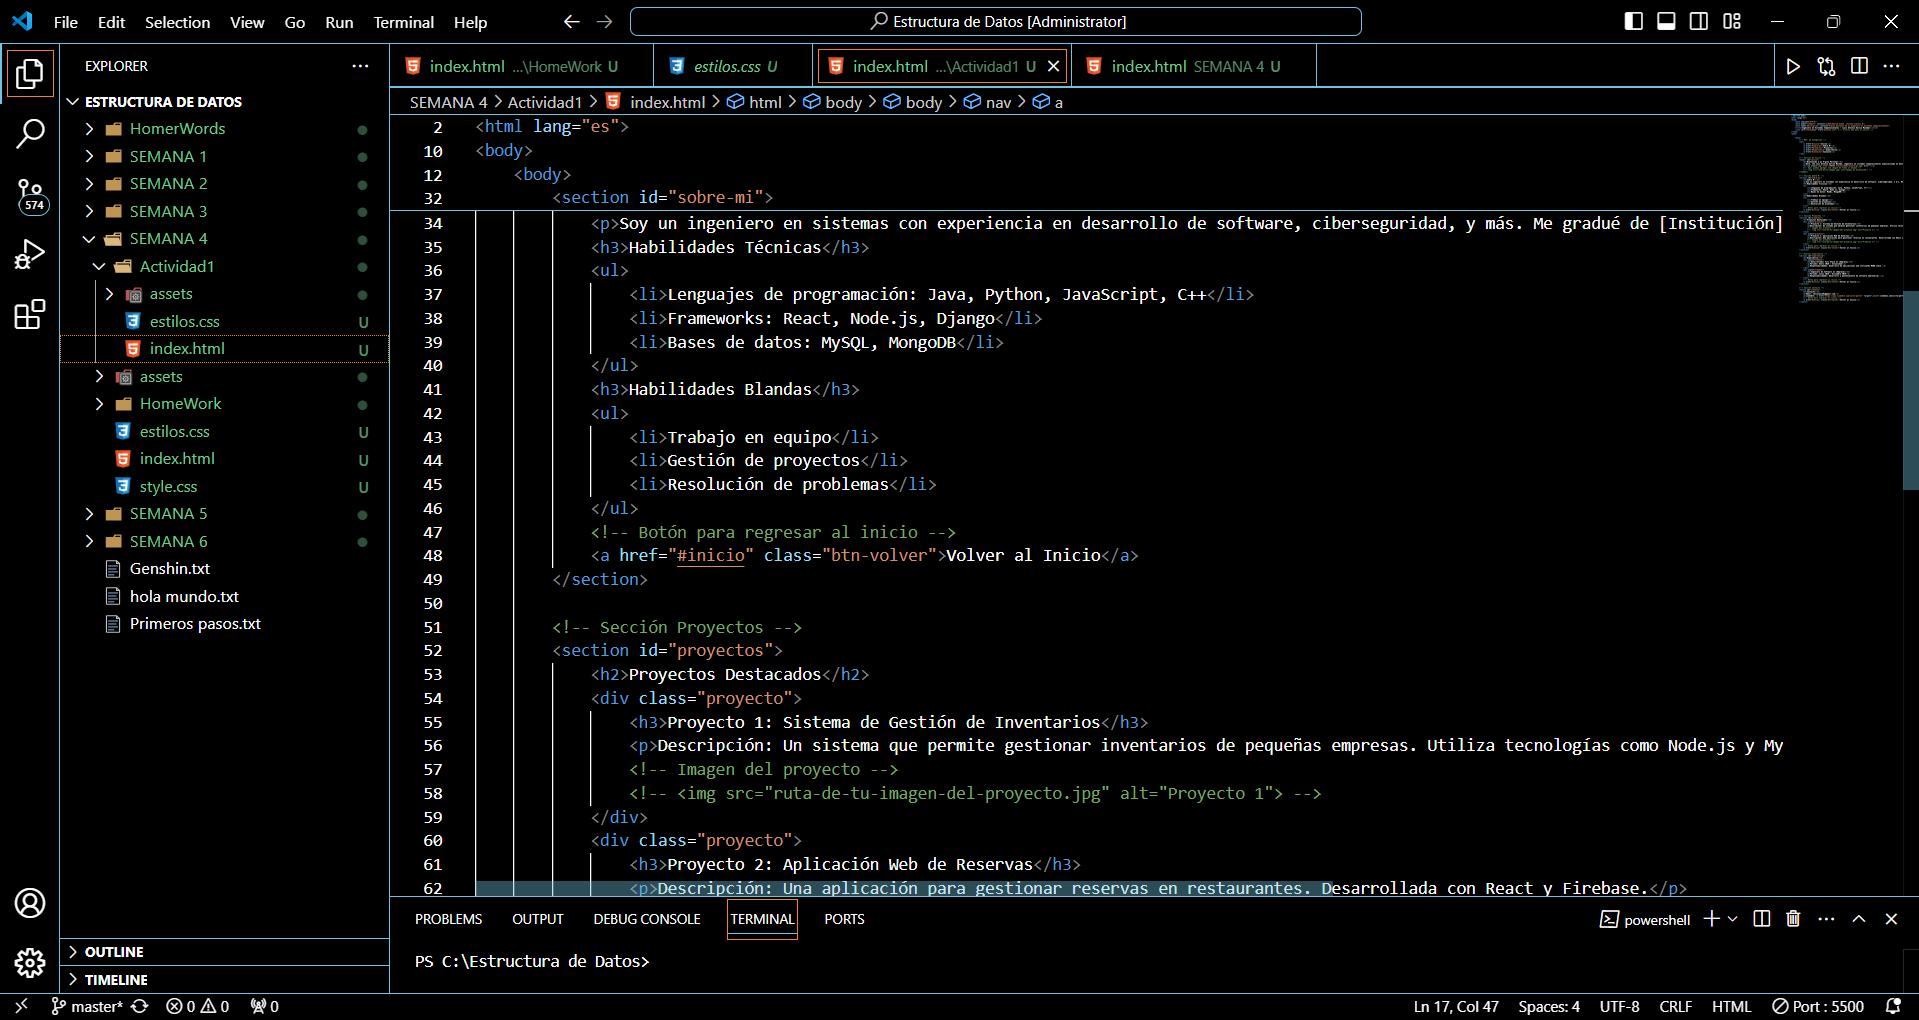 File Edit Selection View Go Run Terminal Help
Estructura de Datos [Administrator]
EXPLORER
ESTRUCTURA DE DATOS
HomerWords
SEMANA 1
SEMANA 2
574
SEMANA 3
SEMANA 4
Actividad1
assets
estilos.css U
index.html U
assets
HomeWork
estilos.css U
index.html U
style.css U
SEMANA 5
SEMANA 6
Genshin.txt
hola mundo.txt
Primeros pasos.txt
OUTLINE
TIMELINE
index.html ...\HomeWork U
estilos.css U
index.html ...\Actividad1 U
index.html SEMANA 4 U
SEMANA 4 > Actividad1 > index.html > html > body > body > nav > a
2 <html lang="es">
10 <body>
12 <body>
32 <section id="sobre-mi">
34 <p>Soy un ingeniero en sistemas con experiencia en desarrollo de software, ciberseguridad, y más. Me gradué de [Institución]
35 <h3>Habilidades Técnicas</h3>
36 <ul>
37 <li>Lenguajes de programación: Java, Python, JavaScript, C++</li>
38 <li>Frameworks: React, Node.js, Django</li>
39 <li>Bases de datos: MySQL, MongoDB</li>
40 </ul>
41 <h3>Habilidades Blandas</h3>
42 <ul>
43 <li>Trabajo en equipo</li>
44 <li>Gestión de proyectos</li>
45 <li>Resolución de problemas</li>
46 </ul>
47 <!-- Botón para regresar al inicio -->
48 <a href="#inicio" class="btn-volver">Volver al Inicio</a>
49 </section>
50
51 <!-- Sección Proyectos -->
52 <section id="proyectos">
53 <h2>Proyectos Destacados</h2>
54 <div class="proyecto">
55 <h3>Proyecto 1: Sistema de Gestión de Inventarios</h3>
56 <p>Descripción: Un sistema que permite gestionar inventarios de pequeñas empresas. Utiliza tecnologías como Node.js y My
57 <!-- Imagen del proyecto -->
58 <!-- <img src="ruta-de-tu-imagen-del-proyecto.jpg" alt="Proyecto 1"> -->
59 </div>
60 <div class="proyecto">
61 <h3>Proyecto 2: Aplicación Web de Reservas</h3>
62 <p>Descripción: Una aplicación para gestionar reservas en restaurantes. Desarrollada con React y Firebase.</p>
PROBLEMS OUTPUT DEBUG CONSOLE TERMINAL PORTS
powershell
PS C:\Estructura de Datos>
master* 0 0 0
Ln 17, Col 47 Spaces: 4 UTF-8 CRLF HTML Port : 5500